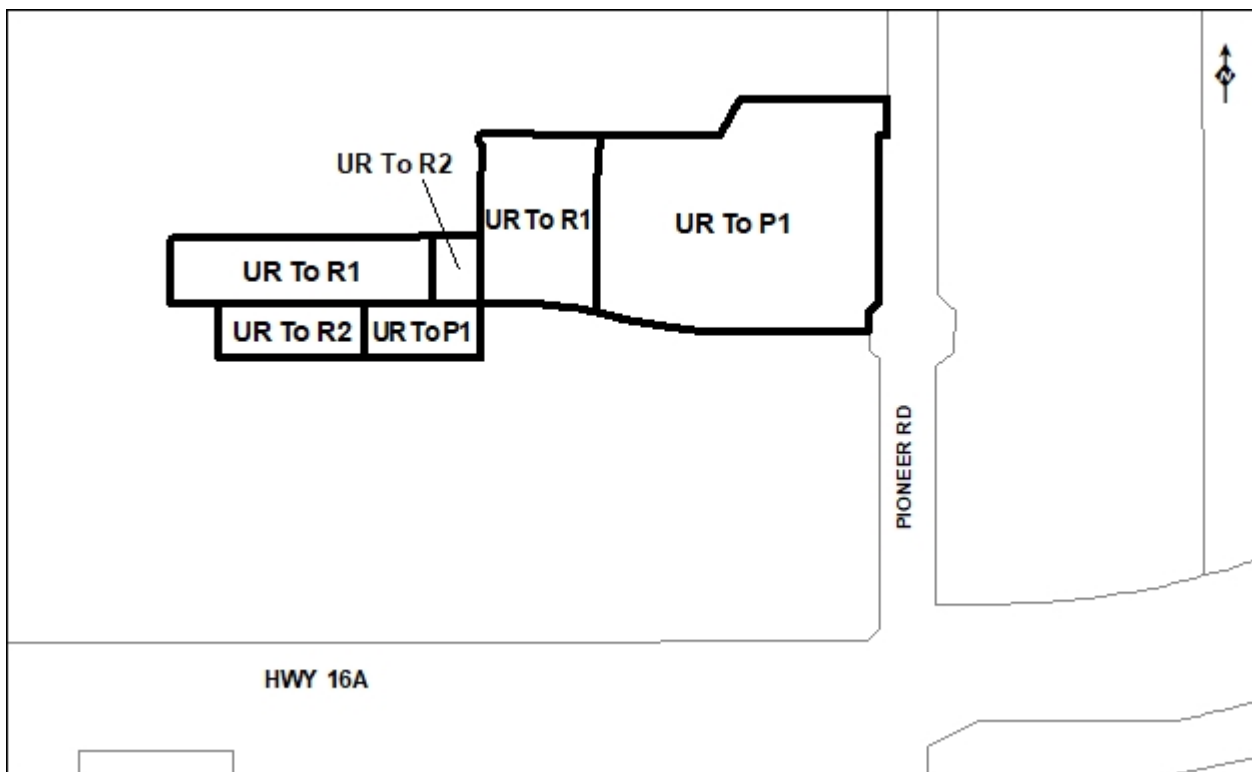 N
UR To R2
UR To R1
UR To P1
UR To R1
UR To R2
UR To P1
PIONEER RD
HWY 16A